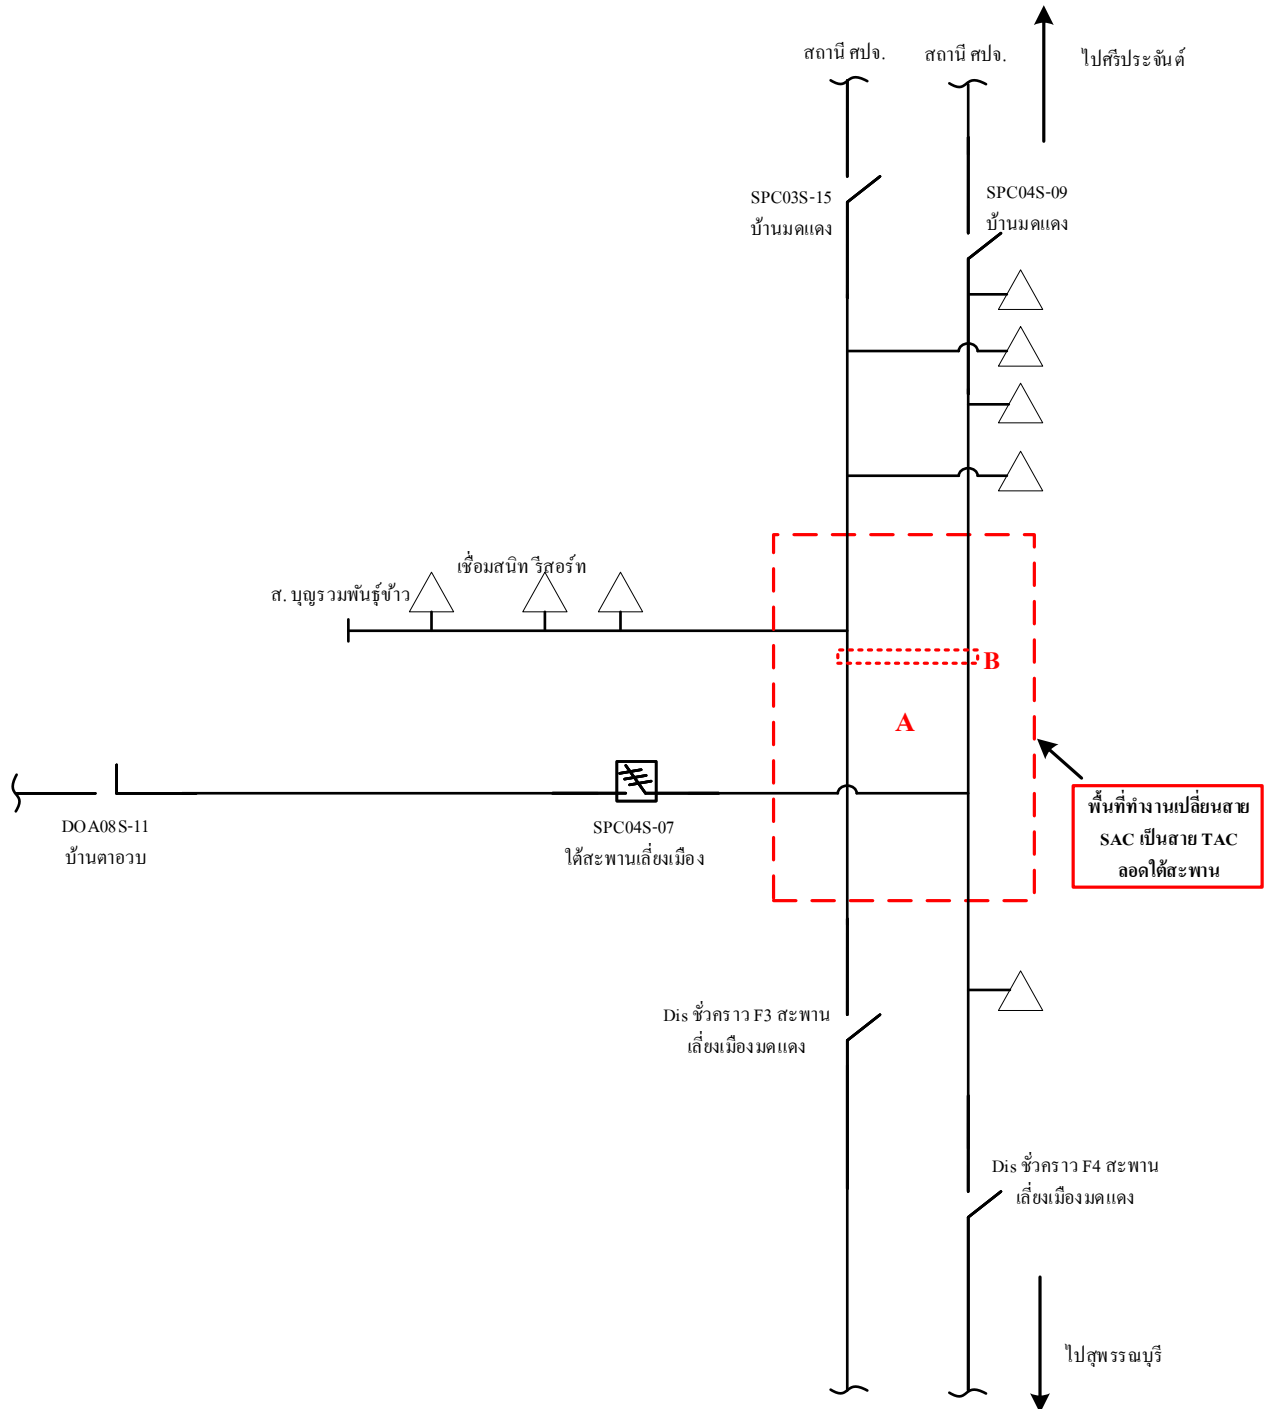 สถานี ศปจ.
สถานี ศปจ.
ไปศรีประจันต์
SPC03S-15
บ้านมดแดง
SPC04S-09
บ้านมดแดง
เชื่อมสนิท รีสอร์ท
ส. บุญรวมพันธุ์ข้าว
B
A
DOA08S-11
บ้านตาอวบ
SPC04S-07
ใต้สะพานเลี่ยงเมือง
พื้นที่ทำงานเปลี่ยนสาย
SAC เป็นสาย TAC
ลอดใต้สะพาน
Dis ชั่วคราว F3 สะพาน
เลี่ยงเมืองมดแดง
Dis ชั่วคราว F4 สะพาน
เลี่ยงเมืองมดแดง
ไปสุพรรณบุรี